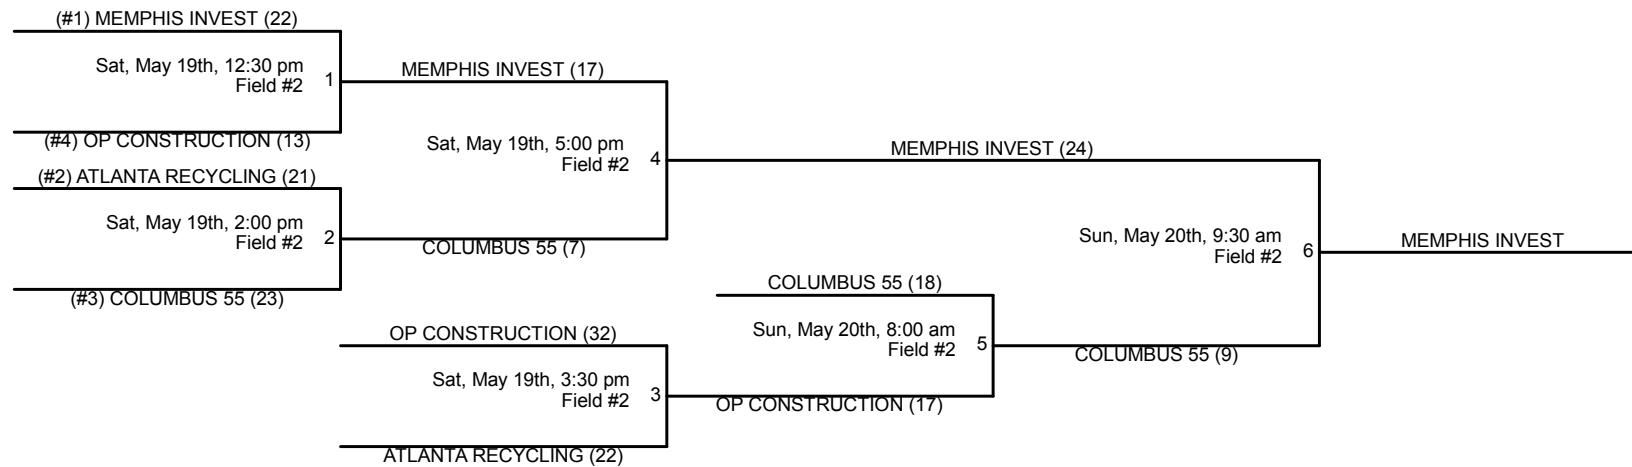 (#1) MEMPHIS INVEST (22)
Sat, May 19th, 12:30 pm
Field #2
1
(#4) OP CONSTRUCTION (13)
(#2) ATLANTA RECYCLING (21)
Sat, May 19th, 2:00 pm
Field #2
2
(#3) COLUMBUS 55 (23)
MEMPHIS INVEST (17)
Sat, May 19th, 5:00 pm
Field #2
4
COLUMBUS 55 (7)
OP CONSTRUCTION (32)
Sat, May 19th, 3:30 pm
Field #2
3
ATLANTA RECYCLING (22)
MEMPHIS INVEST (24)
COLUMBUS 55 (18)
Sun, May 20th, 8:00 am
Field #2
5
OP CONSTRUCTION (17)
Sun, May 20th, 9:30 am
Field #2
6
COLUMBUS 55 (9)
MEMPHIS INVEST